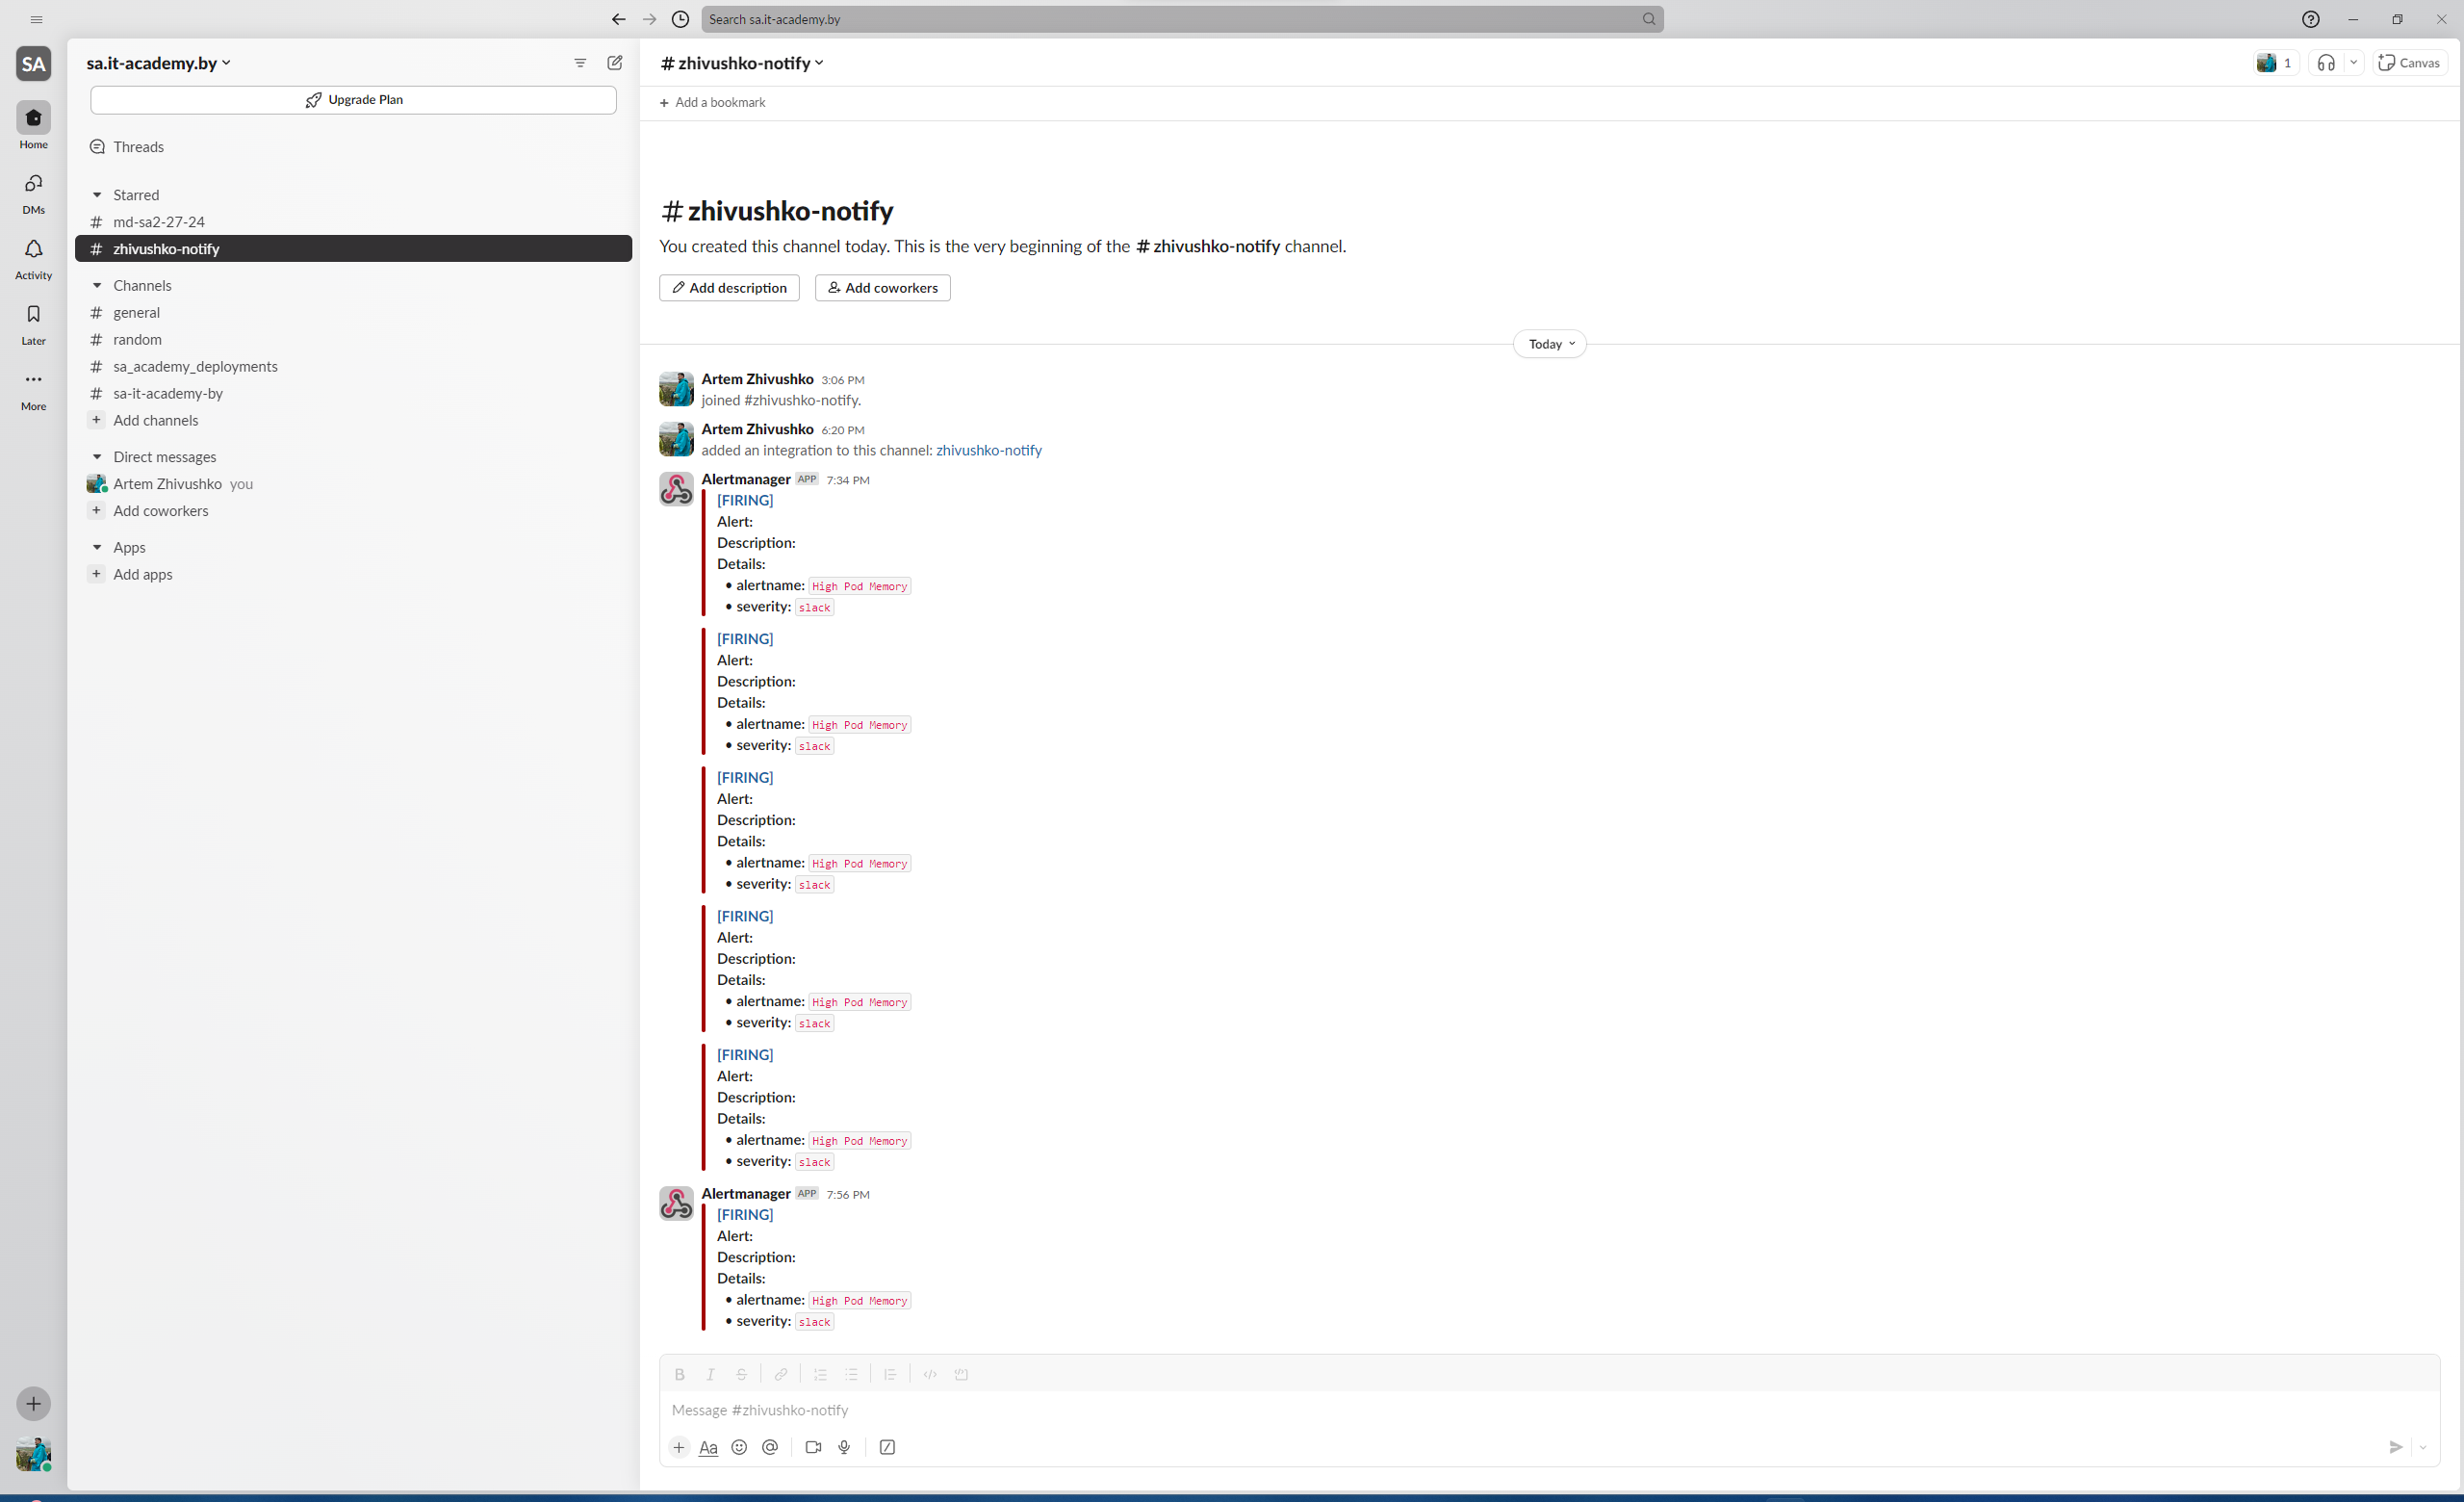 Search sa.it-academy.by
SA
sa.it-academy.by
Upgrade Plan
Home
DMs
Activity
Later
More
Threads
Starred
# md-sa2-27-24
# zhivushko-notify
Channels
# general
# random
# sa_academy_deployments
# sa-it-academy-by
+ Add channels
Direct messages
Artem Zhivushko you
+ Add coworkers
Apps
+ Add apps
# zhivushko-notify
1
Canvas
+ Add a bookmark
# zhivushko-notify
You created this channel today. This is the very beginning of the # zhivushko-notify channel.
Add description Add coworkers
Today
Artem Zhivushko 3:06 PM
joined #zhivushko-notify.
Artem Zhivushko 6:20 PM
added an integration to this channel: zhivushko-notify
Alertmanager APP 7:34 PM
[FIRING]
Alert:
Description:
Details:
• alertname: High Pod Memory
• severity: slack
[FIRING]
Alert:
Description:
Details:
• alertname: High Pod Memory
• severity: slack
[FIRING]
Alert:
Description:
Details:
• alertname: High Pod Memory
• severity: slack
[FIRING]
Alert:
Description:
Details:
• alertname: High Pod Memory
• severity: slack
[FIRING]
Alert:
Description:
Details:
• alertname: High Pod Memory
• severity: slack
Alertmanager APP 7:56 PM
[FIRING]
Alert:
Description:
Details:
• alertname: High Pod Memory
• severity: slack
Message #zhivushko-notify
Aa